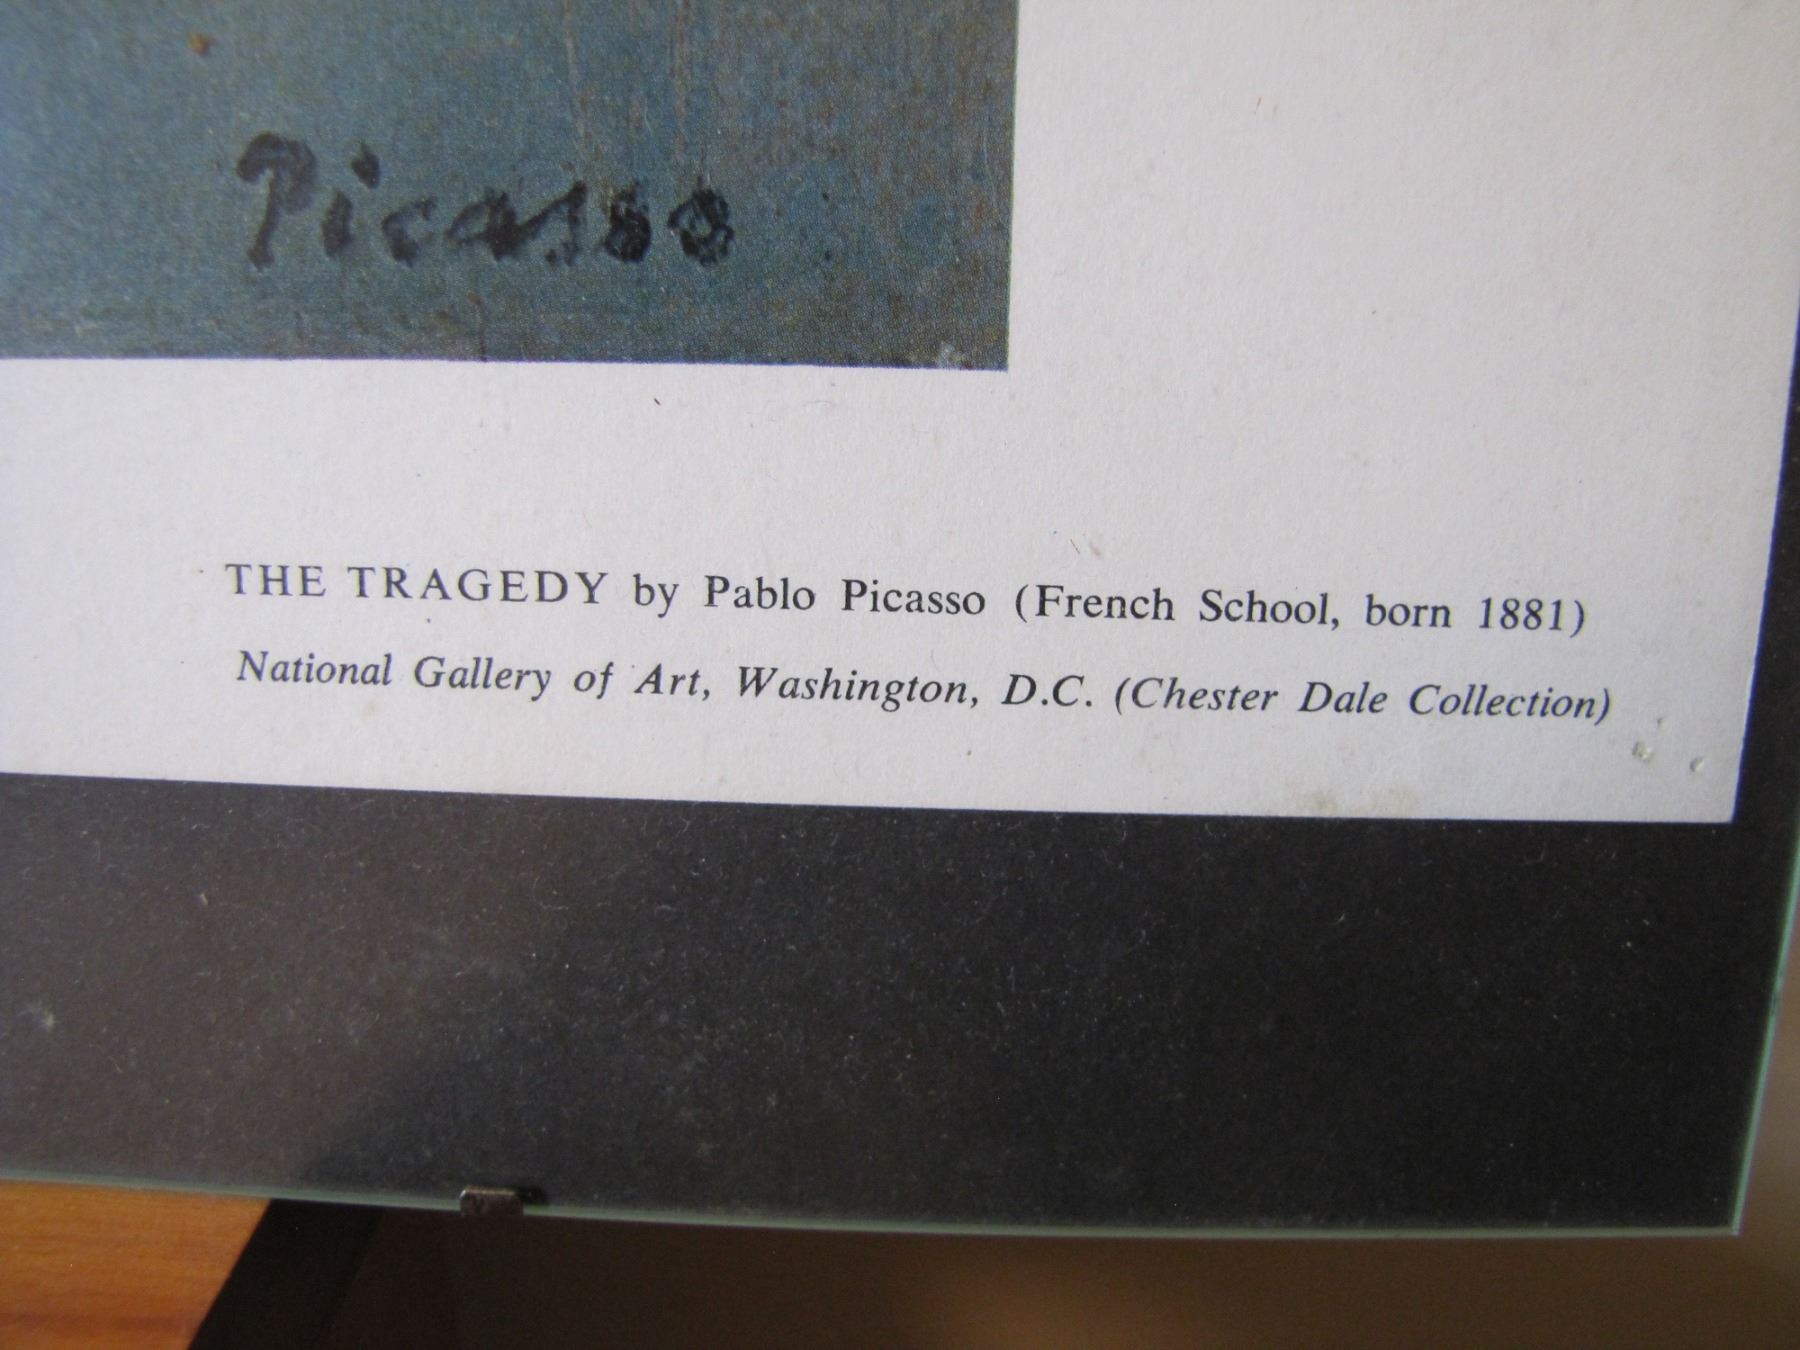 Picasso
THE TRAGEDY by Pablo Picasso (French School, born 1881)
National Gallery of Art, Washington, D.C. (Chester Dale Collection)